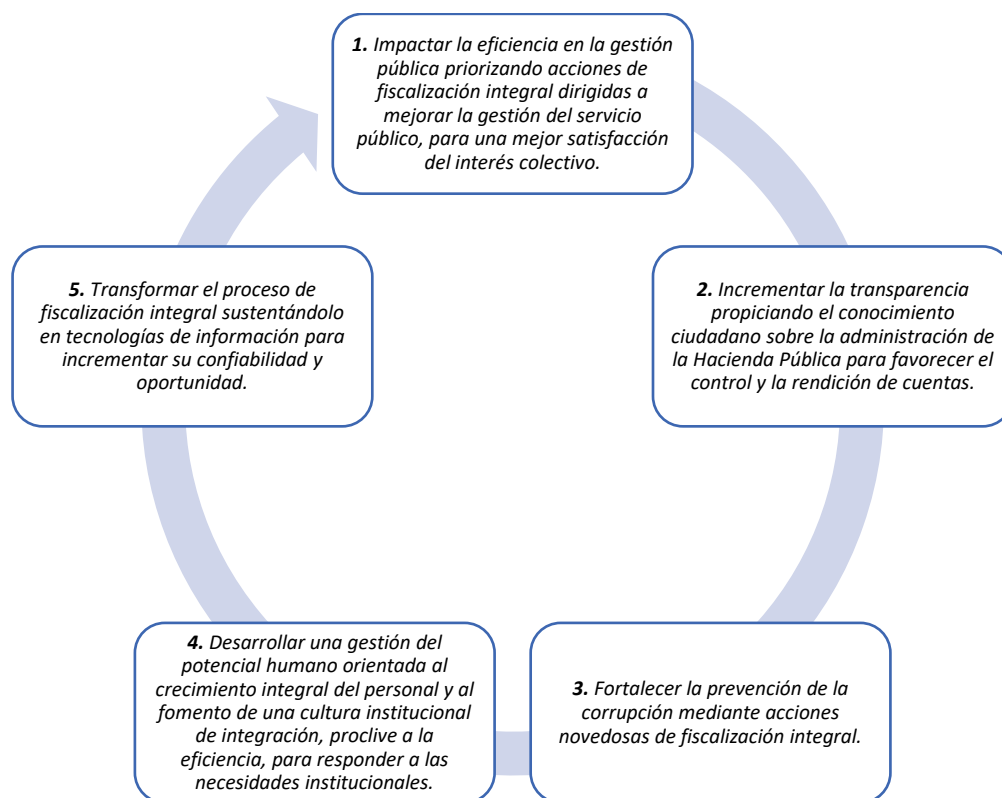 1. Impactar la eficiencia en la gestión
pública priorizando acciones de
fiscalización integral dirigidas a
mejorar la gestión del servicio
público, para una mejor satisfacción
del interés colectivo.
2. Incrementar la transparencia
propiciando el conocimiento
ciudadano sobre la administración de
la Hacienda Pública para favorecer el
control y la rendición de cuentas.
3. Fortalecer la prevención de la
corrupción mediante acciones
novedosas de fiscalización integral.
4. Desarrollar una gestión del
potencial humano orientada al
crecimiento integral del personal y al
fomento de una cultura institucional
de integración, proclive a la
eficiencia, para responder a las
necesidades institucionales.
5. Transformar el proceso de
fiscalización integral sustentándolo
en tecnologías de información para
incrementar su confiabilidad y
oportunidad.